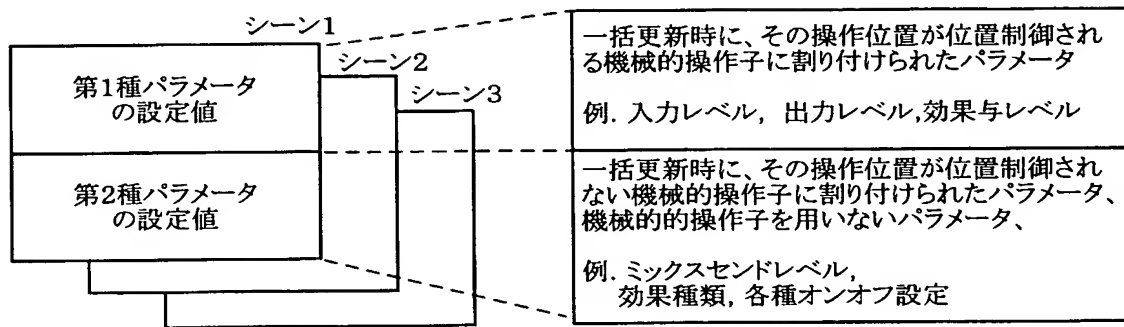 シーン1
シーン2
シーン3
第1種パラメータ
の設定値
第2種パラメータ
の設定値
一括更新時に、その操作位置が位置制御され
る機械的操作子に割り付けられたパラメータ
例. 入力レベル, 出力レベル,効果与レベル
一括更新時に、その操作位置が位置制御され
ない機械的操作子に割り付けられたパラメータ、
機械的的操作子を用いないパラメータ、
例. ミックスセンドレベル,
効果種類, 各種オンオフ設定